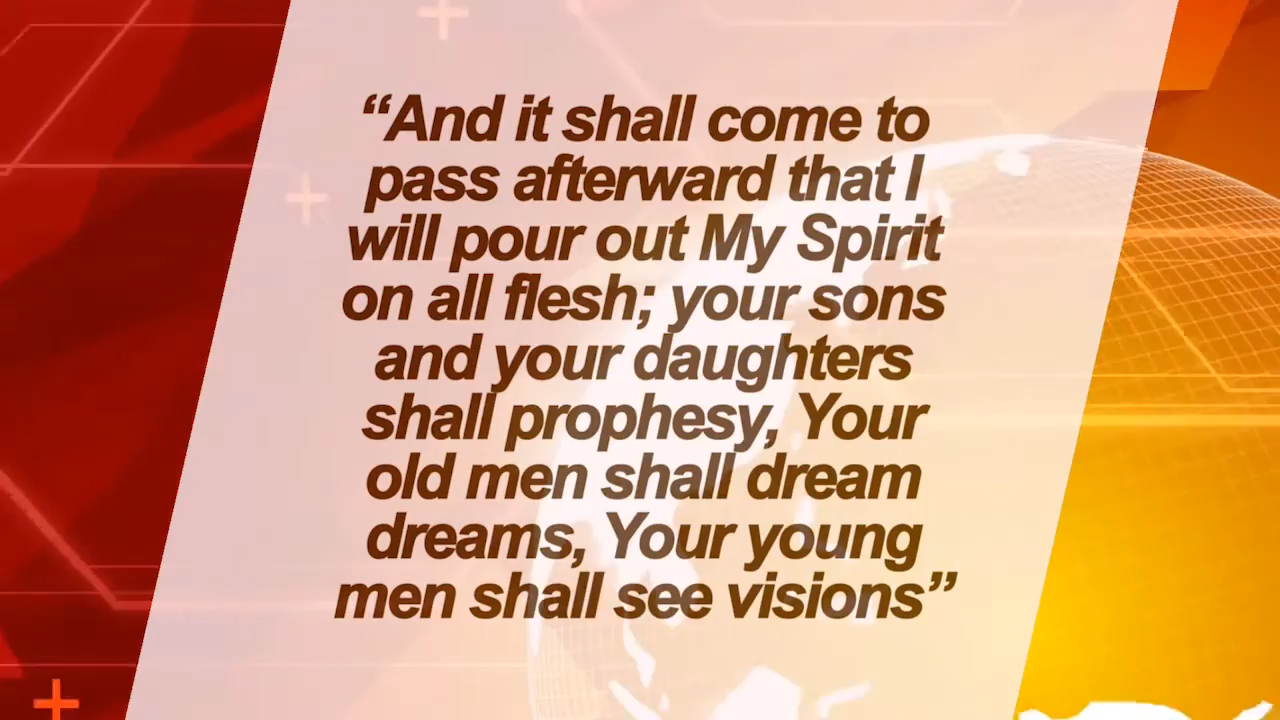 “And it shall come to
pass afterward that I
will pour out My Spirit
on all flesh; your sons
and your daughters
shall prophesy, Your
old men shall dream
dreams, Your young
men shall see visions”